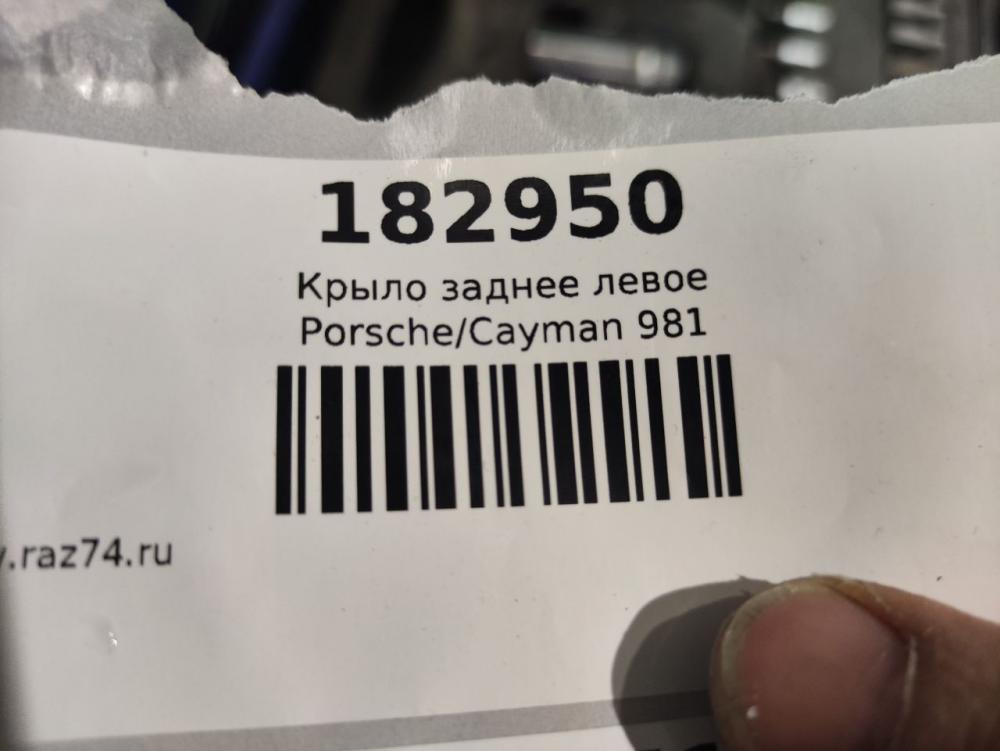 182950
Крыло заднее левое
Porsche/Cayman 981
.raz74.ru